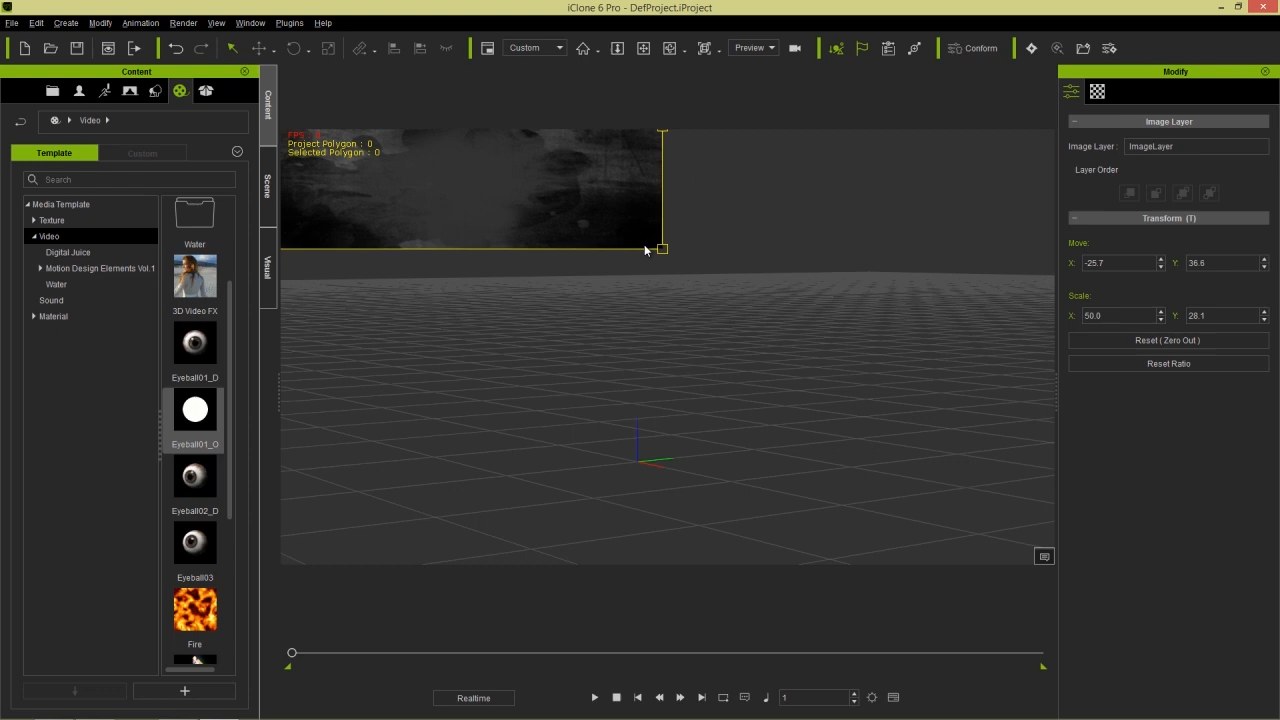 iClone 6 Pro - DefProject.iProject
File Edit Create Modify Animation Render View Window Plugins Help
Custom Preview Conform
Content
Video
Template Custom
Search
Media Template
Texture
Video
Digital Juice
Motion Design Elements Vol.1
Water
Sound
Material
Water
3D Video FX
Eyeball01_D
Eyeball01_O
Eyeball02_D
Eyeball03
Fire
Content
Scene
Visual
Project Polygon : 0
Selected Polygon : 0
Realtime
1
Modify
Image Layer
Image Layer : ImageLayer
Layer Order
Transform (T)
Move:
X: -25.7 Y: 36.6
Scale:
X: 50.0 Y: 28.1
Reset ( Zero Out )
Reset Ratio